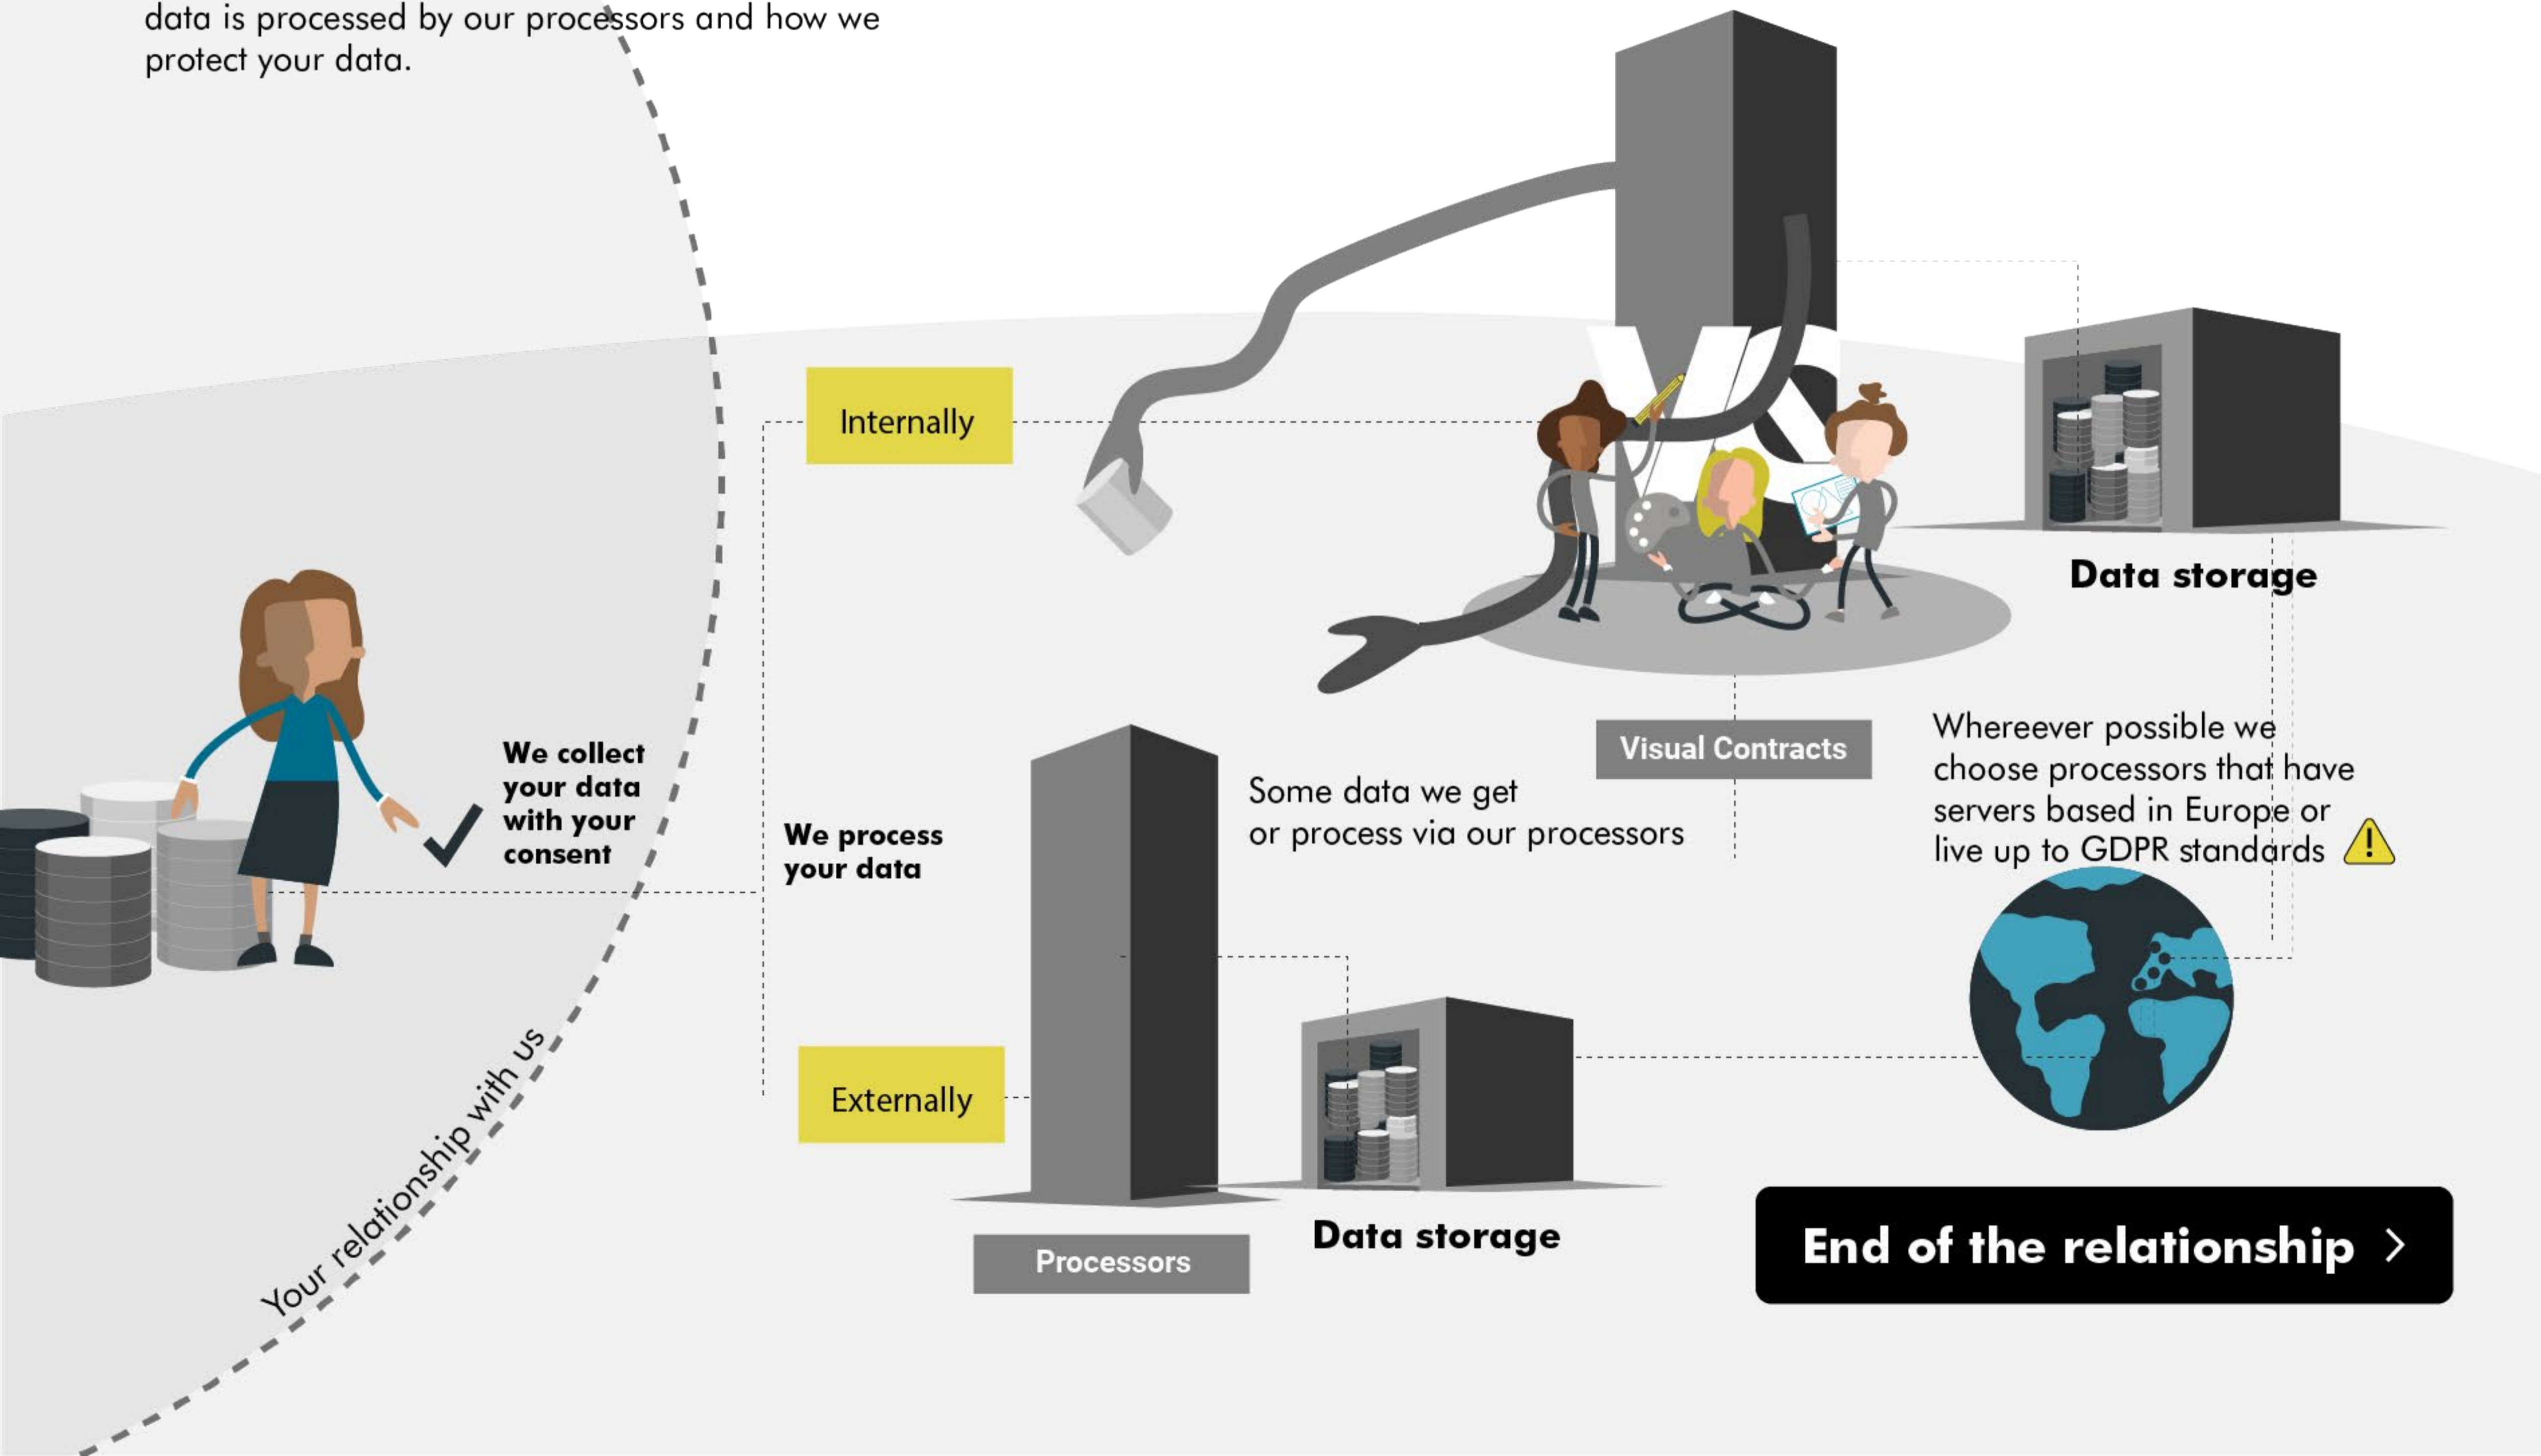 data is processed by our processors and how we
protect your data.
Internally
Data storage
We collect
your data
with your
consent
We process
your data
Visual Contracts
Some data we get
or process via our processors
Whereever possible we
choose processors that have
servers based in Europe or
live up to GDPR standards
Your relationship with us
Externally
Processors
Data storage
End of the relationship >